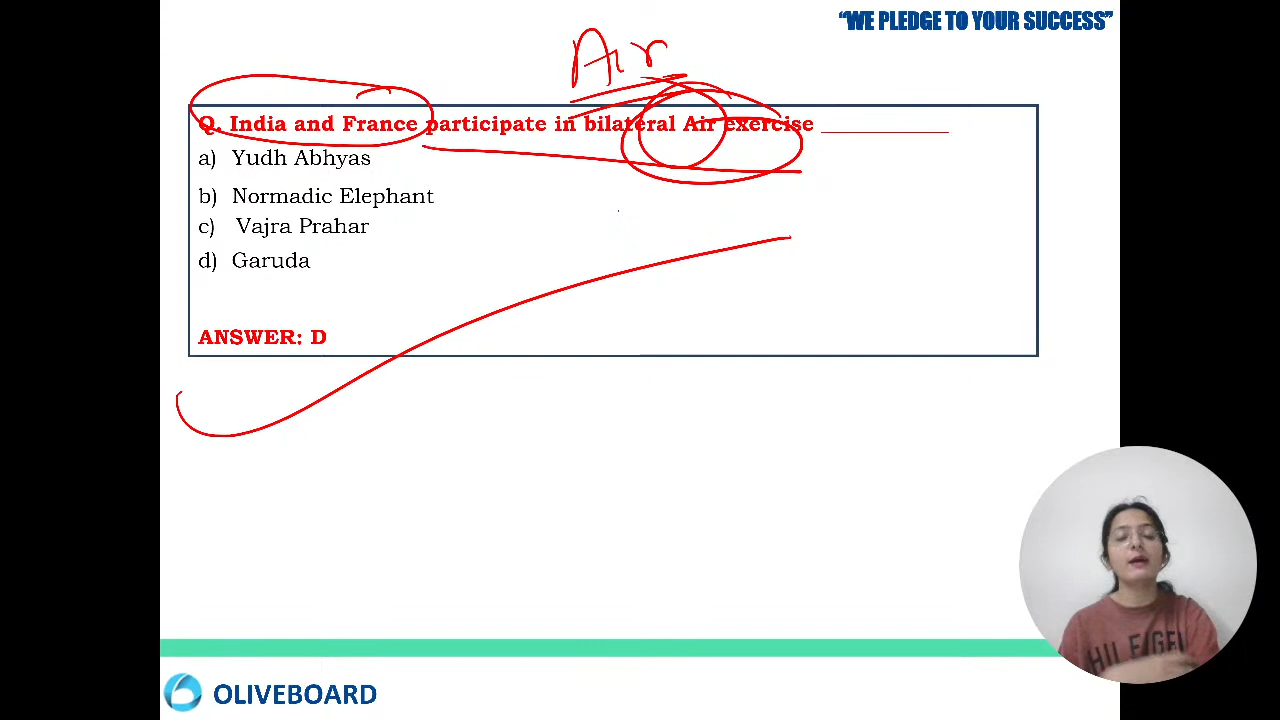 “WE PLEDGE TO YOUR SUCCESS”
Air
Q. India and France participate in bilateral Air exercise ____________
a) Yudh Abhyas
b) Normadic Elephant
c) Vajra Prahar
d) Garuda
ANSWER: D
HILFIGER
OLIVEBOARD